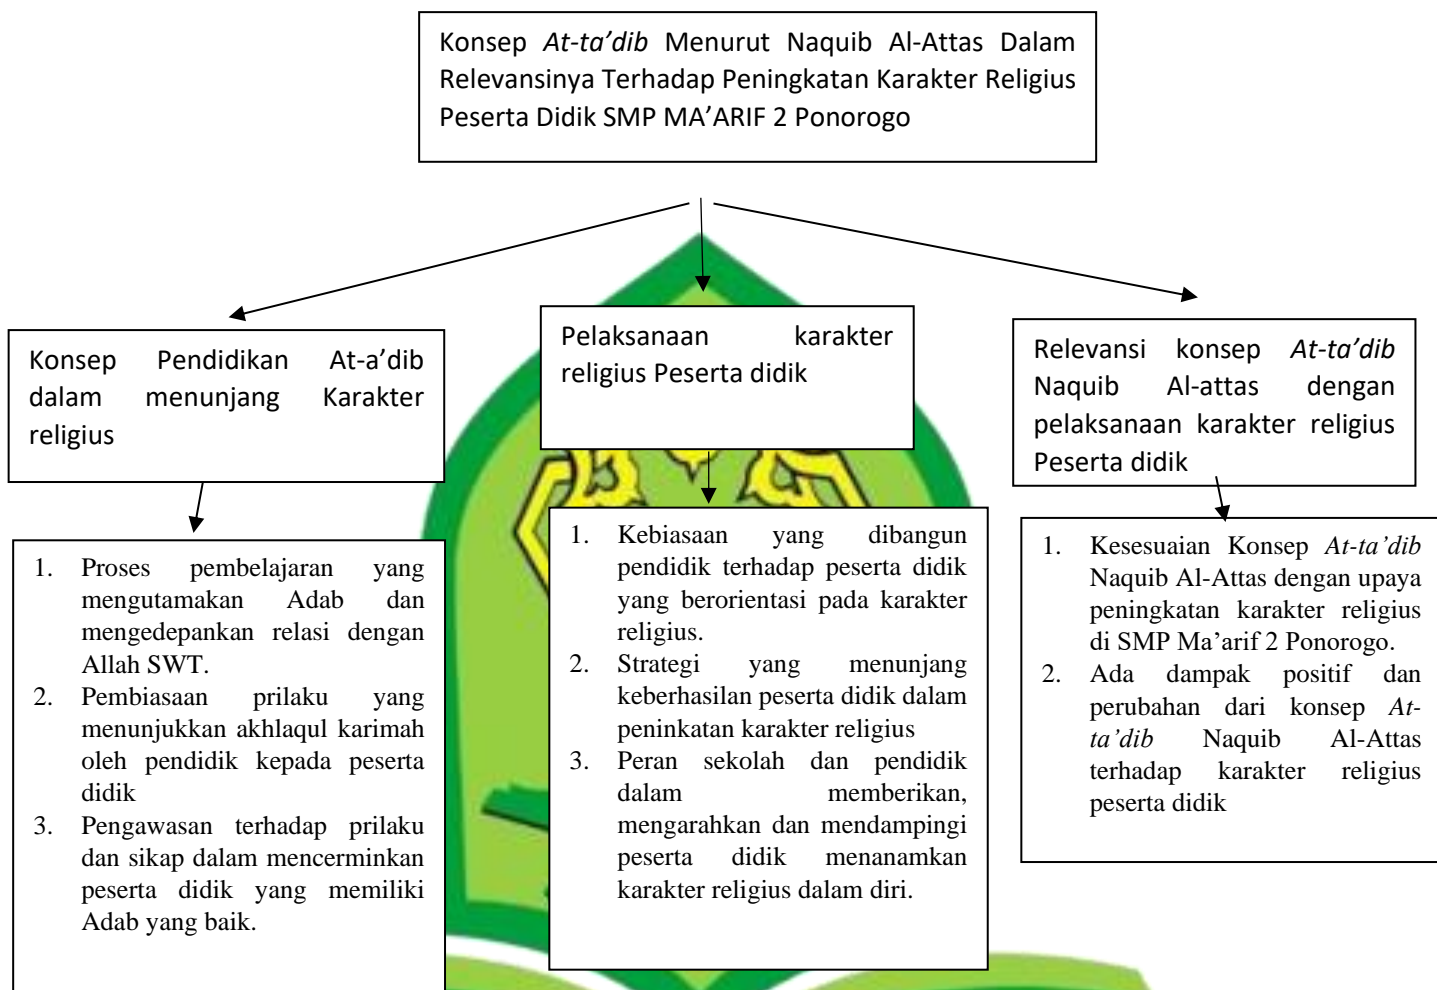 Konsep At-ta’dib Menurut Naquib Al-Attas Dalam
Relevansinya Terhadap Peningkatan Karakter Religius
Peserta Didik SMP MA’ARIF 2 Ponorogo
Konsep Pendidikan At-a’dib
dalam menunjang Karakter
religius
Pelaksanaan karakter
religius Peserta didik
Relevansi konsep At-ta’dib
Naquib Al-attas dengan
pelaksanaan karakter religius
Peserta didik
1. Proses pembelajaran yang
mengutamakan Adab dan
mengedepankan relasi dengan
Allah SWT.
2. Pembiasaan prilaku yang
menunjukkan akhlaqul karimah
oleh pendidik kepada peserta
didik
3. Pengawasan terhadap prilaku
dan sikap dalam mencerminkan
peserta didik yang memiliki
Adab yang baik.
1. Kebiasaan yang dibangun
pendidik terhadap peserta didik
yang berorientasi pada karakter
religius.
2. Strategi yang menunjang
keberhasilan peserta didik dalam
peninkatan karakter religius
3. Peran sekolah dan pendidik
dalam memberikan,
mengarahkan dan mendampingi
peserta didik menanamkan
karakter religius dalam diri.
1. Kesesuaian Konsep At-ta’dib
Naquib Al-Attas dengan upaya
peningkatan karakter religius
di SMP Ma’arif 2 Ponorogo.
2. Ada dampak positif dan
perubahan dari konsep At-
ta’dib Naquib Al-Attas
terhadap karakter religius
peserta didik